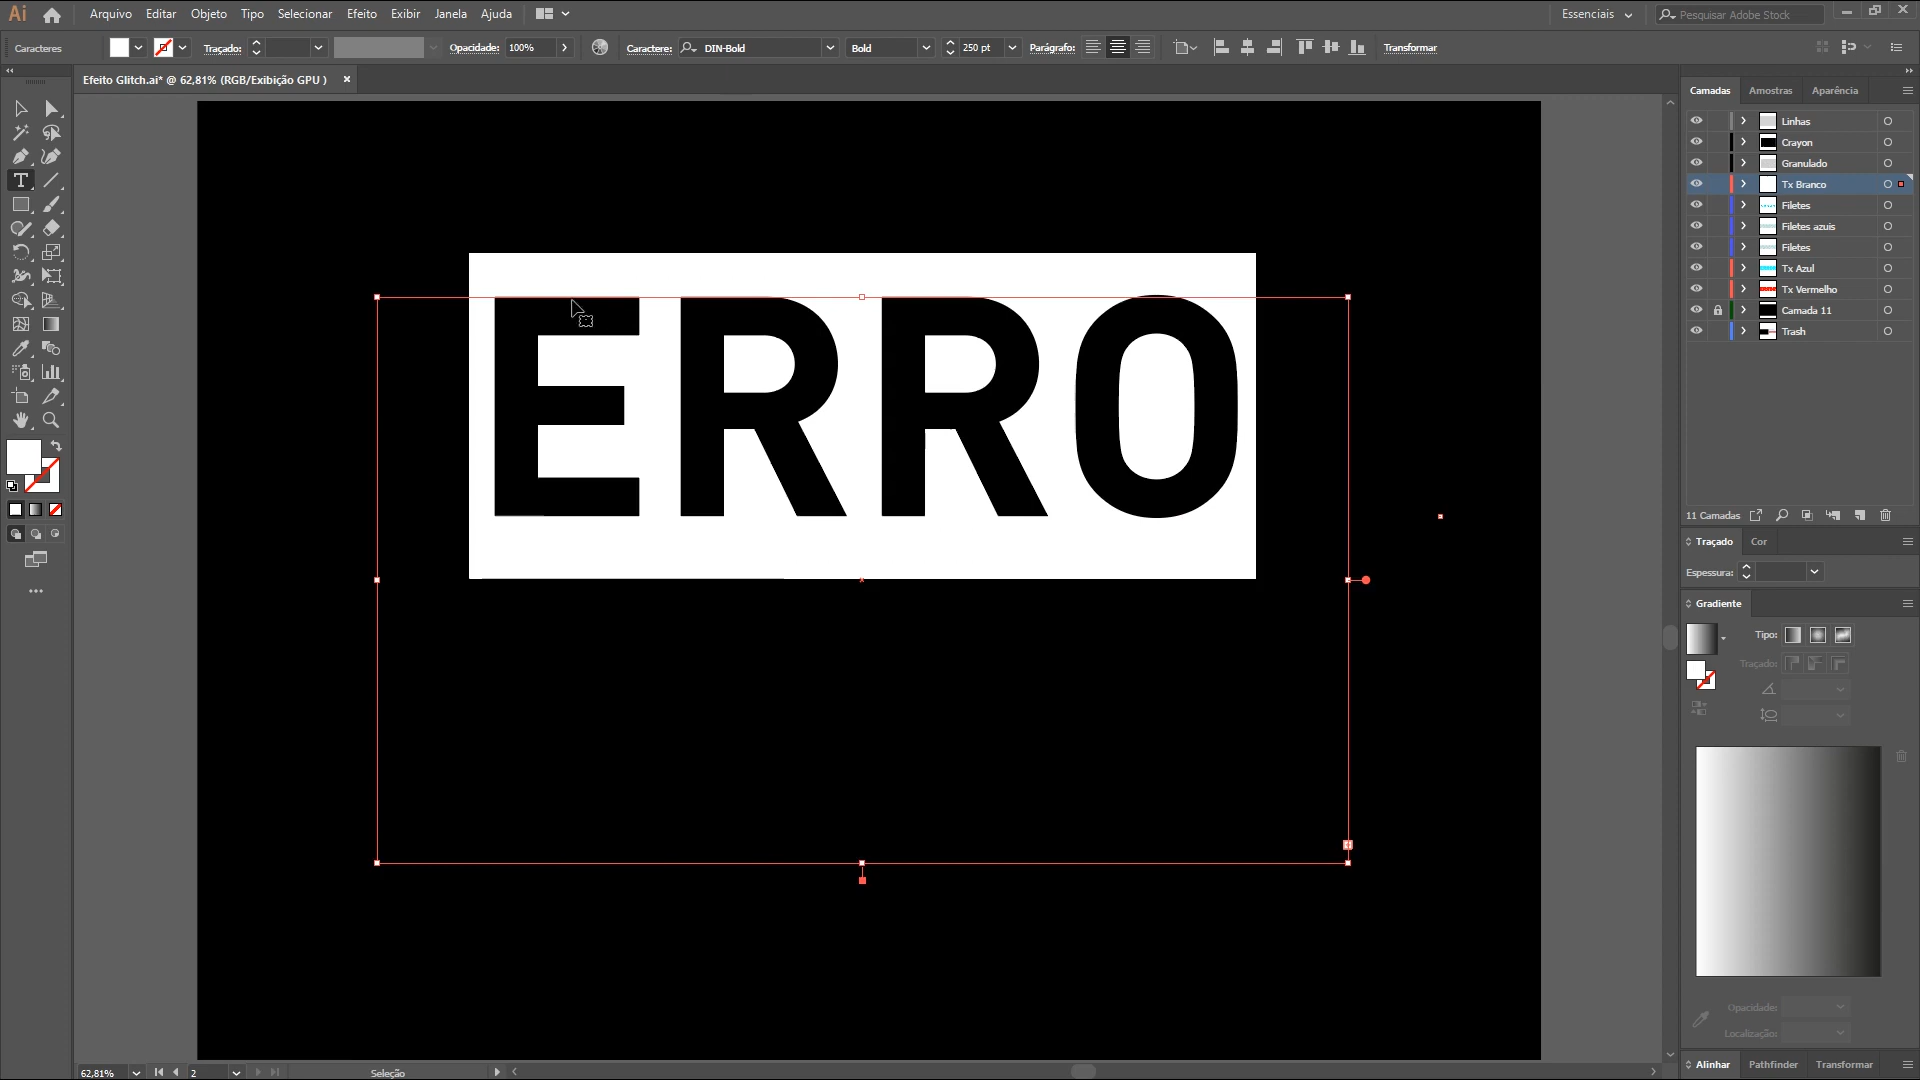 Ai Arquivo Editar Objeto Tipo Selecionar Efeito Exibir Janela Ajuda Essenciais Pesquisar Adobe Stock
Caracteres Traçado: Opacidade: 100% Caractere: DIN-Bold Bold 250 pt Parágrafo: Transformar
Efeito Glitch.ai* @ 62,81% (RGB/Exibição GPU )
Camadas Amostras Aparência
Linhas
Crayon
Granulado
Tx Branco
Filetes
Filetes azuis
Filetes
Tx Azul
Tx Vermelho
Camada 11
Trash
ERRO
11 Camadas
Traçado Cor
Espessura:
Gradiente
Tipo:
Traçado:
Opacidade:
Localização:
Alinhar Pathfinder Transformar
62,81% 2 Seleção